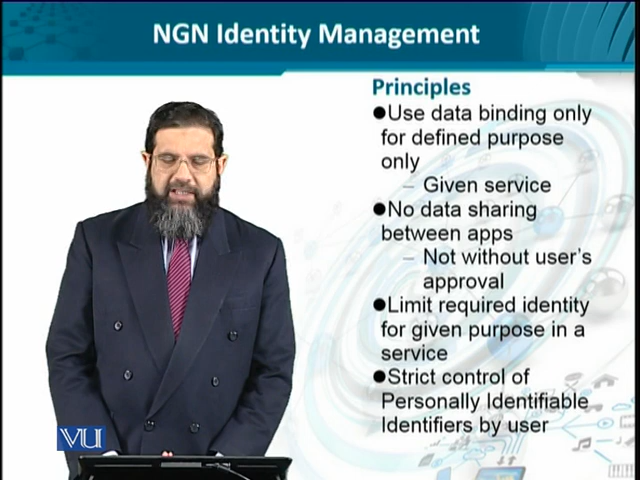 NGN Identity Management
Principles
●Use data binding only
for defined purpose
only
– Given service
●No data sharing
between apps
– Not without user's
approval
●Limit required identity
for given purpose in a
service
●Strict control of
Personally Identifiable
Identifiers by user
VU